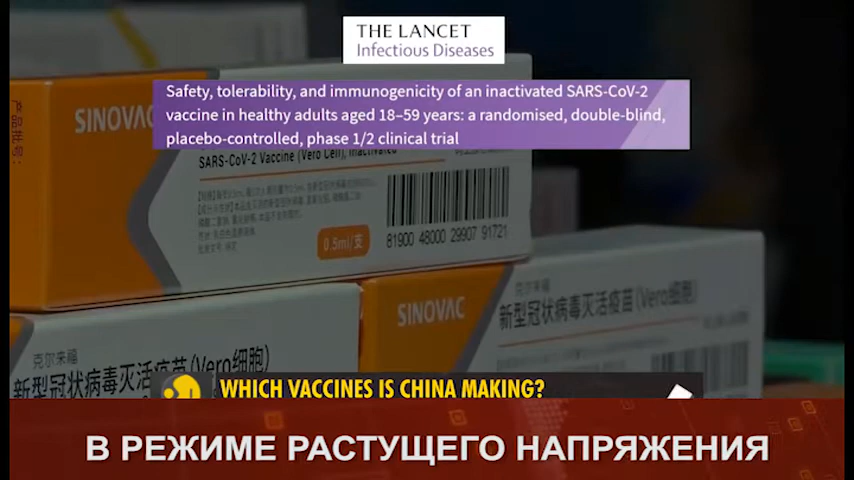 THE LANCET
Infectious Diseases
Safety, tolerability, and immunogenicity of an inactivated SARS-CoV-2
vaccine in healthy adults aged 18–59 years: a randomised, double-blind,
placebo-controlled, phase 1/2 clinical trial
SINOVAC
SARS-CoV-2 Vaccine (Vero Cell), Inactivated
0.5ml/支
81900 48000 29907 91721
SINOVAC
克尔来福
新型冠状病毒灭活疫苗(Vero细胞)
克尔来福
新型冠状病毒灭活疫苗(Vero细胞)
WHICH VACCINES IS CHINA MAKING?
В РЕЖИМЕ РАСТУЩЕГО НАПРЯЖЕНИЯ